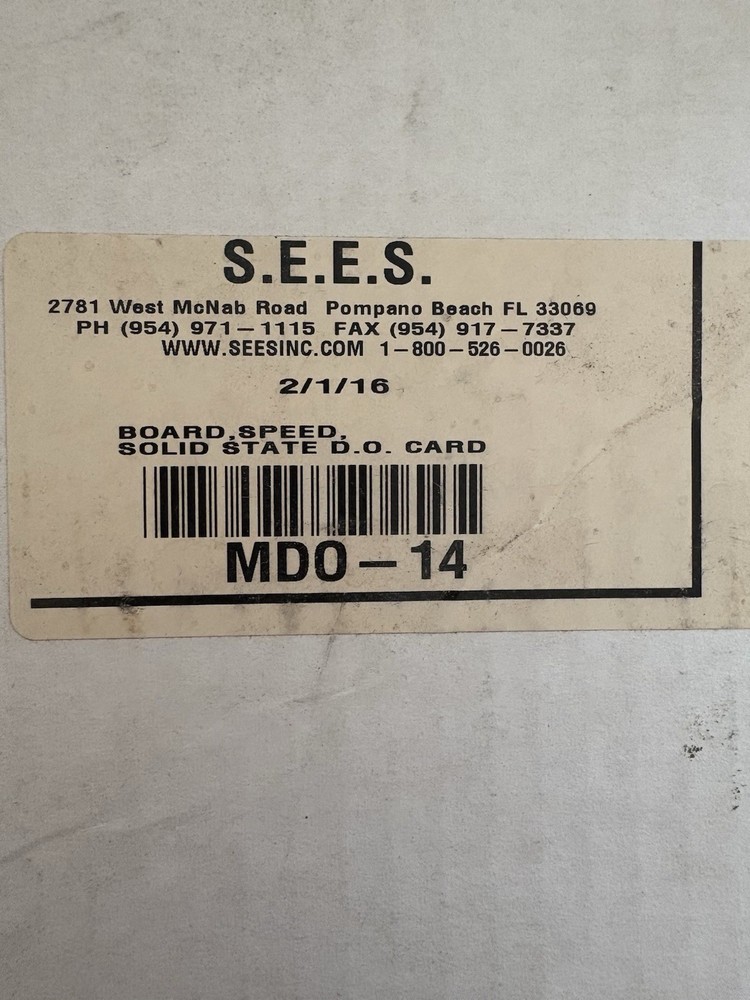 S.E.E.S.
2781 West McNab Road Pompano Beach FL 33069
PH (954) 971-1115 FAX (954) 917-7337
WWW.SEESINC.COM 1-800-526-0026
2/1/16
BOARD,SPEED,
SOLID STATE D.O. CARD
MDO-14